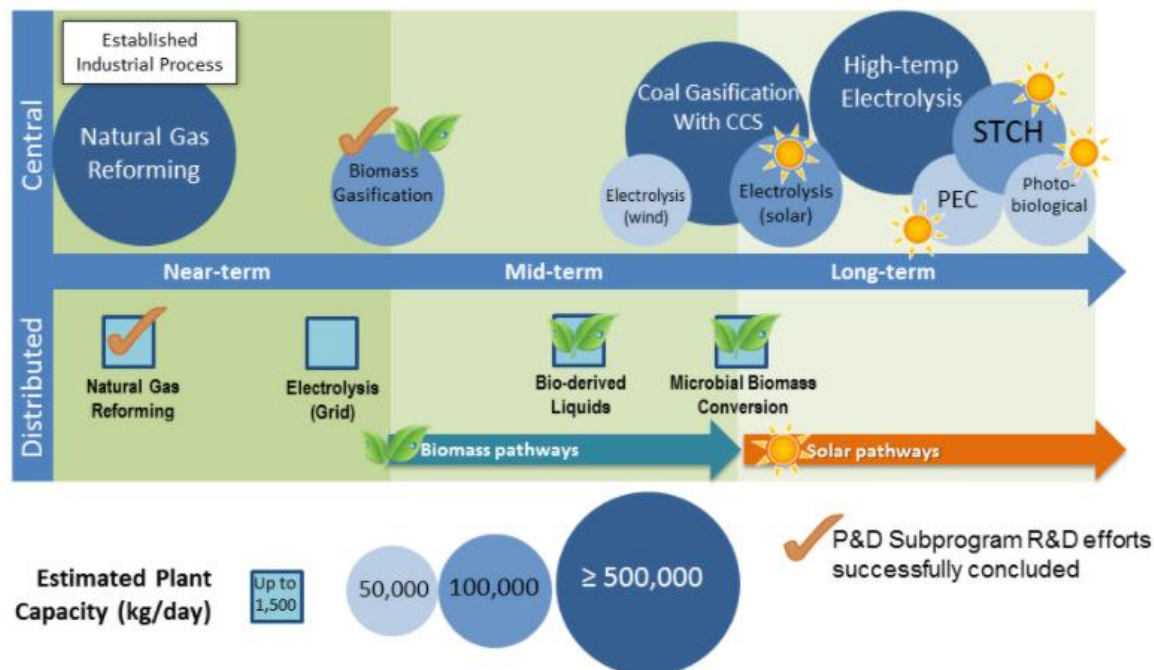 Established
Industrial Process
Central
Natural Gas
Reforming
Biomass
Gasification
Coal Gasification
With CCS
Electrolysis
(wind)
Electrolysis
(solar)
High-temp
Electrolysis
STCH
PEC
Photo-
biological
Near-term
Mid-term
Long-term
Distributed
Natural Gas
Reforming
Electrolysis
(Grid)
Bio-derived
Liquids
Microbial Biomass
Conversion
Biomass pathways
Solar pathways
Estimated Plant
Capacity (kg/day)
Up to
1,500
50,000
100,000
≥ 500,000
P&D Subprogram R&D efforts
successfully concluded